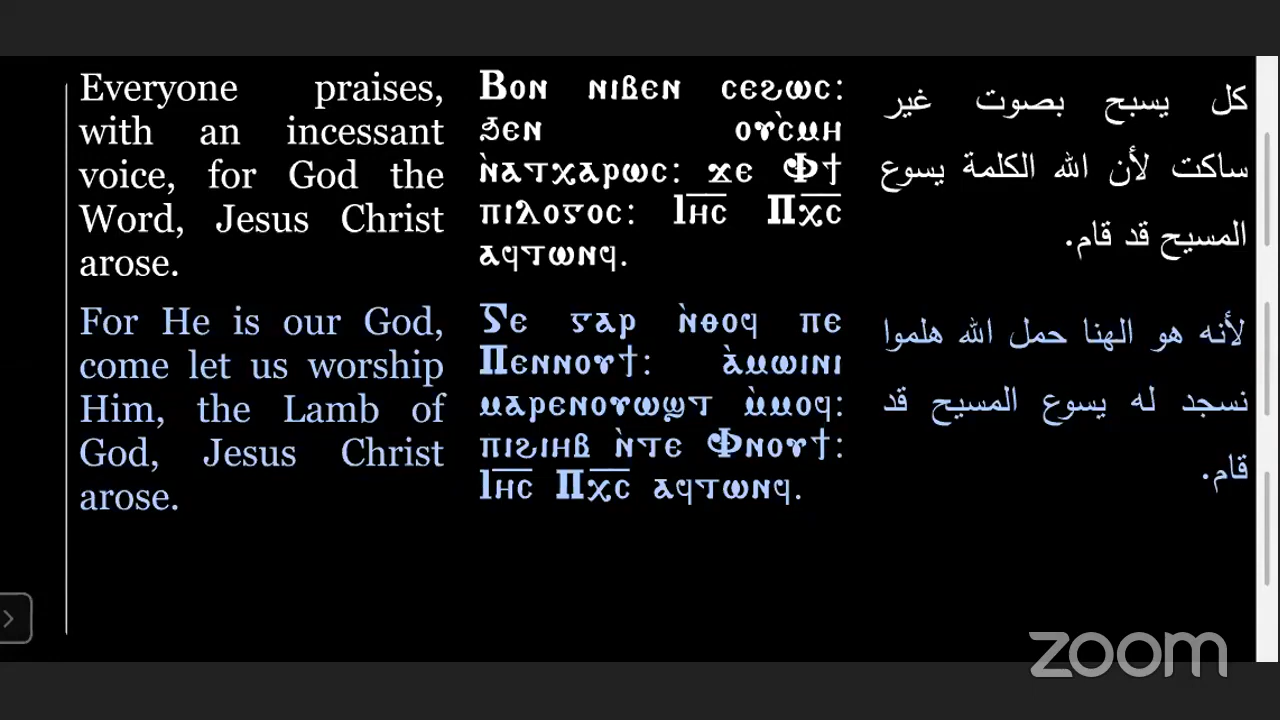 Everyone praises,
with an incessant
voice, for God the
Word, Jesus Christ
arose.
For He is our God,
come let us worship
Him, the Lamb of
God, Jesus Christ
arose.
Ⲃⲟⲛ ⲛⲓⲃⲉⲛ ⲥⲉϩⲱⲥ:
ϧⲉⲛ ⲟⲩⲥ̀ⲙⲏ
ⲛ̀ⲁⲧⲭⲁⲣⲱⲥ: ϫⲉ Ⲫϯ
ⲡⲓⲗⲟⲅⲟⲥ: Ⲓⲏ̅ⲥ̅ Ⲡⲭ̅ⲥ̅
ⲁϥⲧⲱⲛϥ.
Ϫⲉ ⲅⲁⲣ ⲛ̀ⲑⲟϥ ⲡⲉ
Ⲡⲉⲛⲛⲟⲩϯ: ⲁ̀ⲙⲱⲓⲛⲓ
ⲙⲁⲣⲉⲛⲟⲩⲱϣⲧ ⲙ̀ⲙⲟϥ:
ⲡⲓϩⲓⲏⲃ ⲛ̀ⲧⲉ Ⲫⲛⲟⲩϯ:
Ⲓⲏ̅ⲥ̅ Ⲡⲭ̅ⲥ̅ ⲁϥⲧⲱⲛϥ.
كل يسبح بصوت غير
ساكت لأن الله الكلمة يسوع
المسيح قد قام.
لأنه هو الهنا حمل الله هلموا
نسجد له يسوع المسيح قد
قام.
zoom